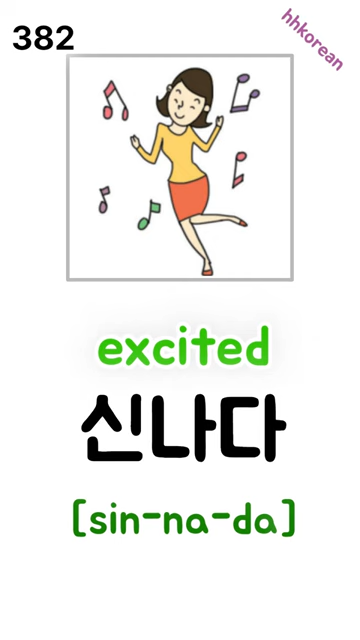 382
hhkorean
excited
신나다
[sin-na-da]